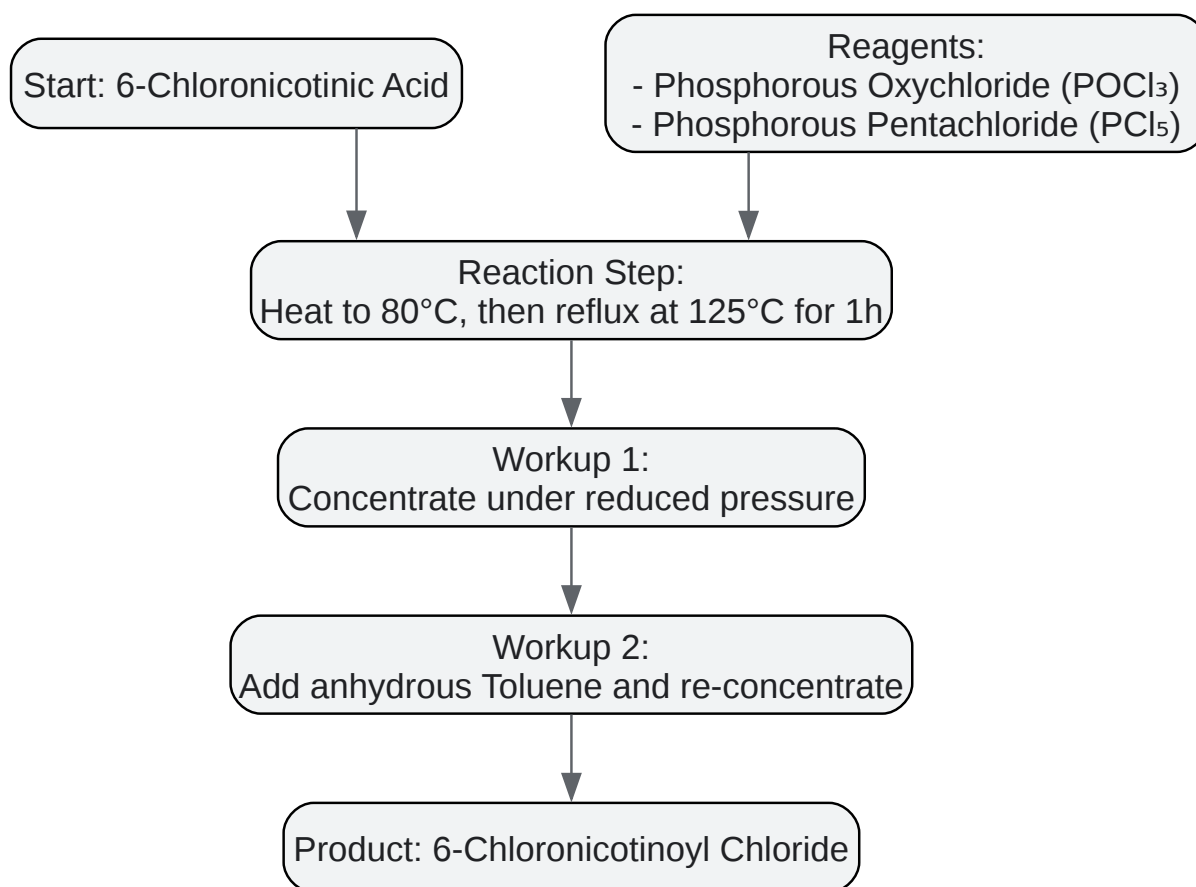 Start: 6-Chloronicotinic Acid
Reagents:
- Phosphorous Oxychloride (POCl₃)
- Phosphorous Pentachloride (PCl₅)
Reaction Step:
Heat to 80°C, then reflux at 125°C for 1h
Workup 1:
Concentrate under reduced pressure
Workup 2:
Add anhydrous Toluene and re-concentrate
Product: 6-Chloronicotinoyl Chloride